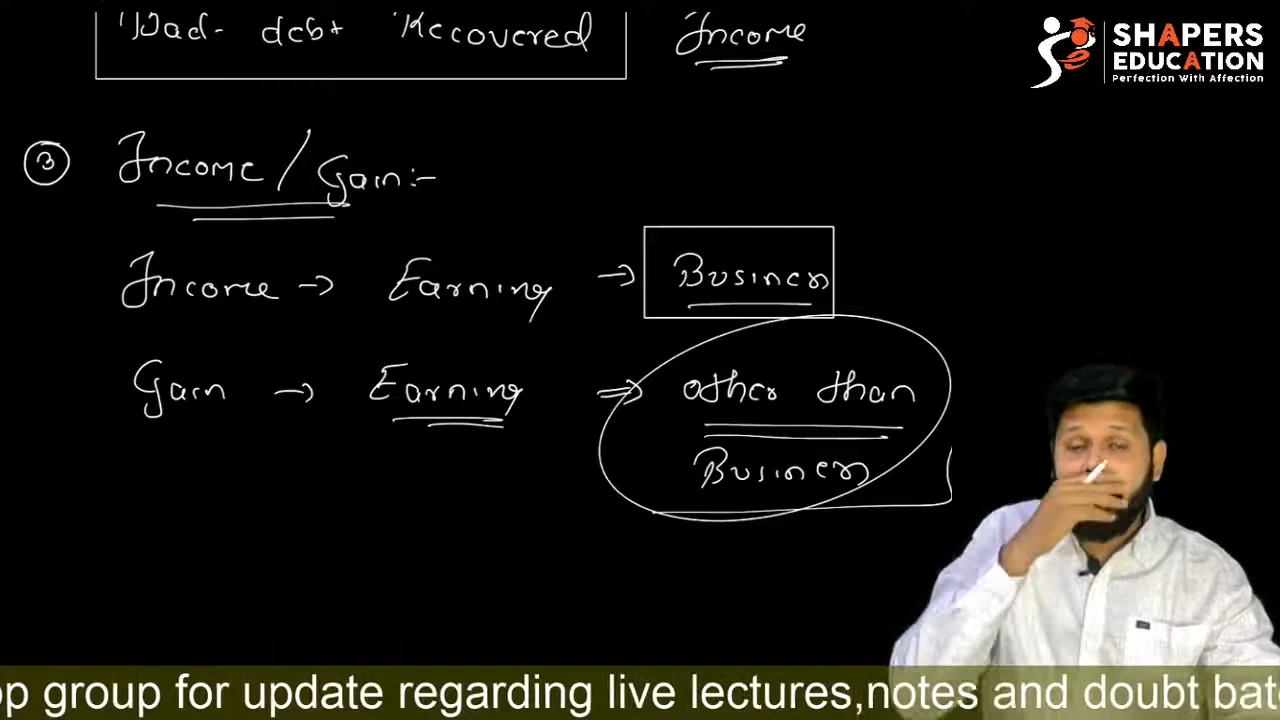 Bad- debt Recovered Income
SHAPERS
EDUCATION
Perfection With Affection
3 Income / Gain:-
Income → Earning → Business
Gain → Earning ⇒ other than
Business
op group for update regarding live lectures,notes and doubt bat